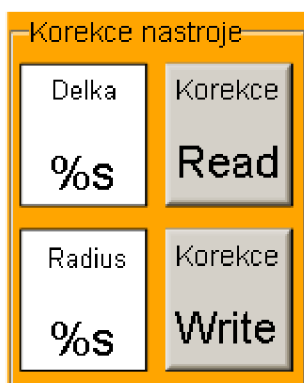 Korekce nastroje
Delka
%s
Korekce
Read
Radius
%s
Korekce
Write